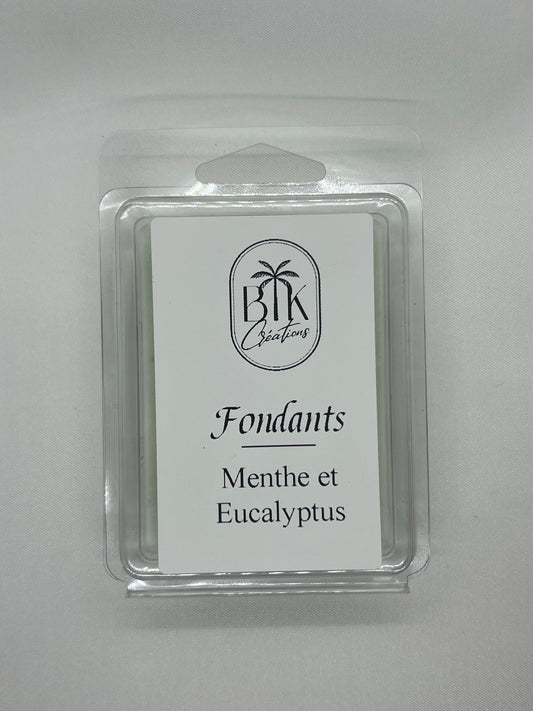 BK
Créations
Fondants
Menthe et
Eucalyptus